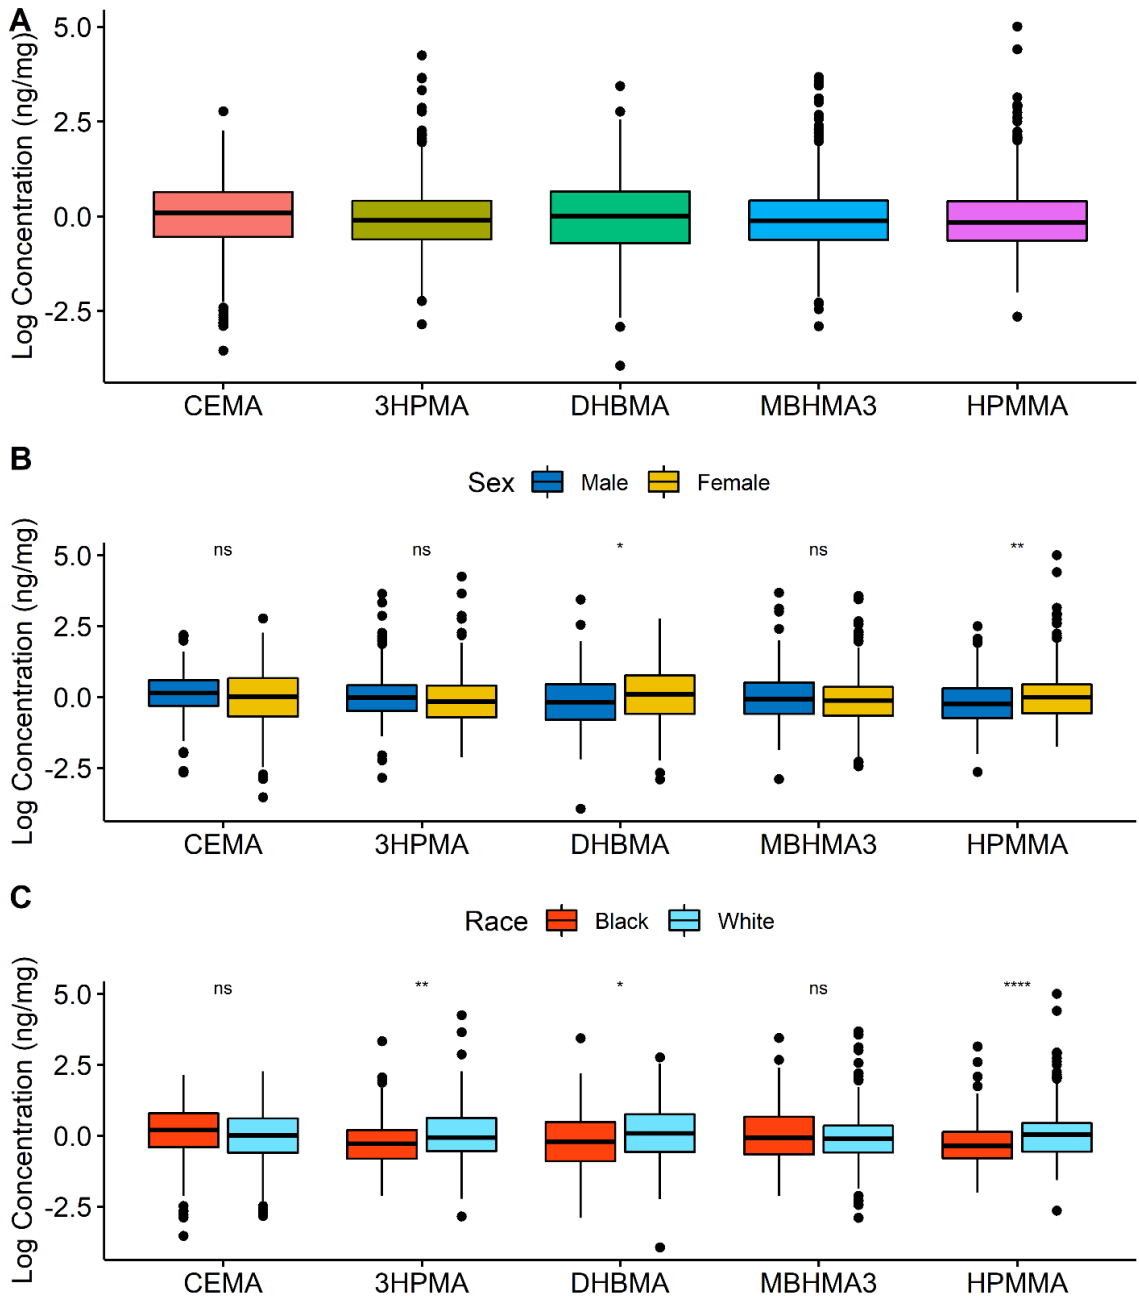 A
Log Concentration (ng/mg)
5.0
2.5
0.0
-2.5
CEMA 3HPMA DHBMA MBHMA3 HPMMA
B
Sex Male Female
Log Concentration (ng/mg)
ns ns * ns **
5.0
2.5
0.0
-2.5
CEMA 3HPMA DHBMA MBHMA3 HPMMA
C
Race Black White
Log Concentration (ng/mg)
ns ** * ns ****
5.0
2.5
0.0
-2.5
CEMA 3HPMA DHBMA MBHMA3 HPMMA